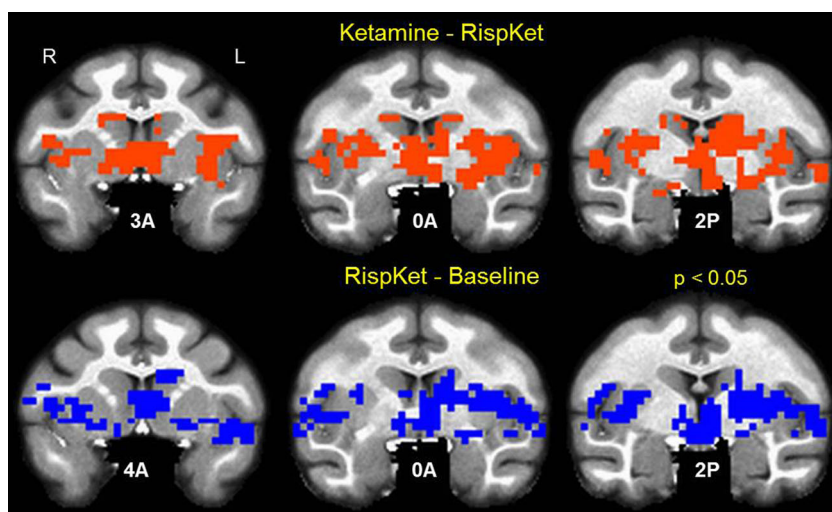 Ketamine - RispKet
R L
3A 0A 2P
RispKet - Baseline p < 0.05
4A 0A 2P